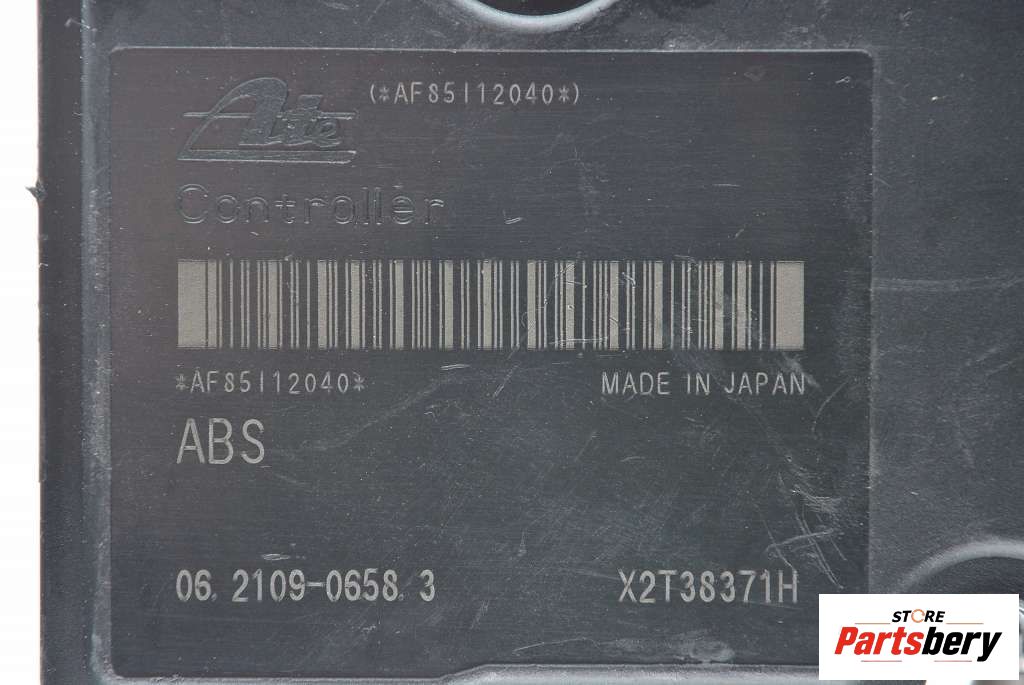 Ate (*AF85I12040*)
Controller
*AF85I12040*
MADE IN JAPAN
ABS
06.2109-0658.3
X2T38371H
STORE
Partsbery